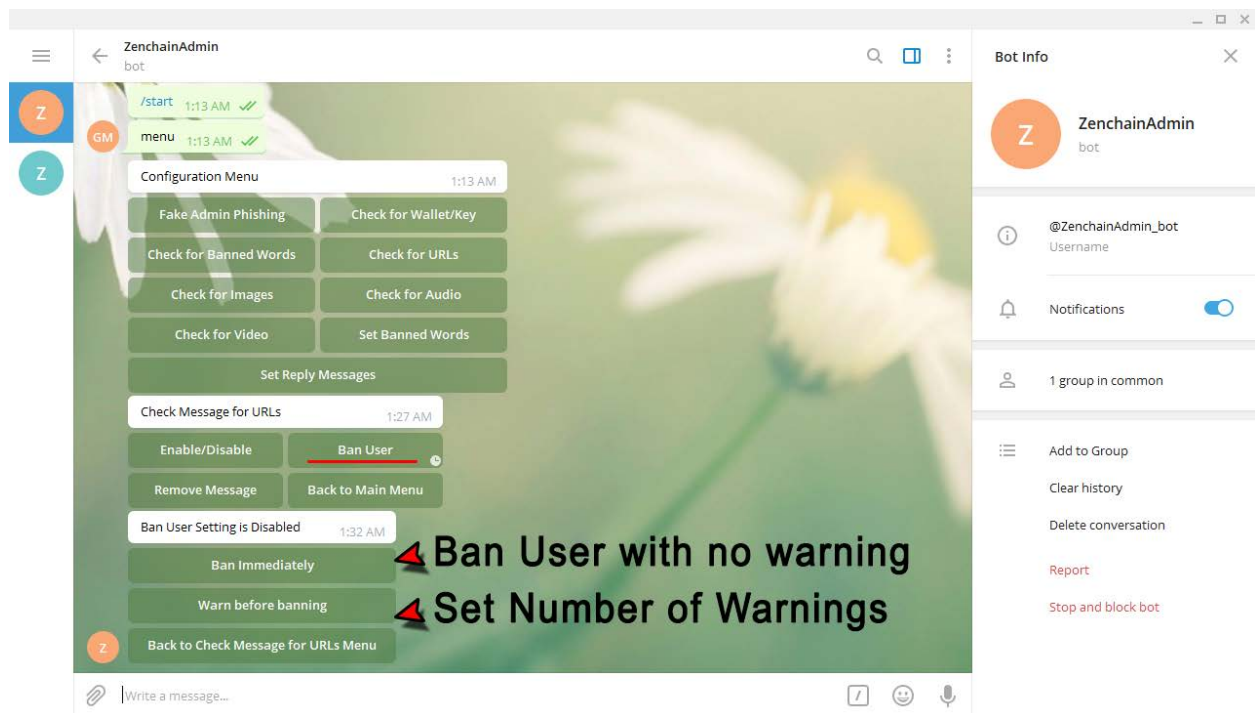 ZenchainAdmin
bot
Bot Info
Z
Z
/start 1:13 AM
GM
menu 1:13 AM
Configuration Menu 1:13 AM
Fake Admin Phishing Check for Wallet/Key
Check for Banned Words Check for URLs
Check for Images Check for Audio
Check for Video Set Banned Words
Set Reply Messages
Check Message for URLs 1:27 AM
Enable/Disable Ban User
Remove Message Back to Main Menu
Ban User Setting is Disabled 1:32 AM
Ban Immediately
Ban User with no warning
Warn before banning
Set Number of Warnings
Z
Back to Check Message for URLs Menu
Write a message...
/
Z
ZenchainAdmin
bot
@ZenchainAdmin_bot
Username
Notifications
1 group in common
Add to Group
Clear history
Delete conversation
Report
Stop and block bot